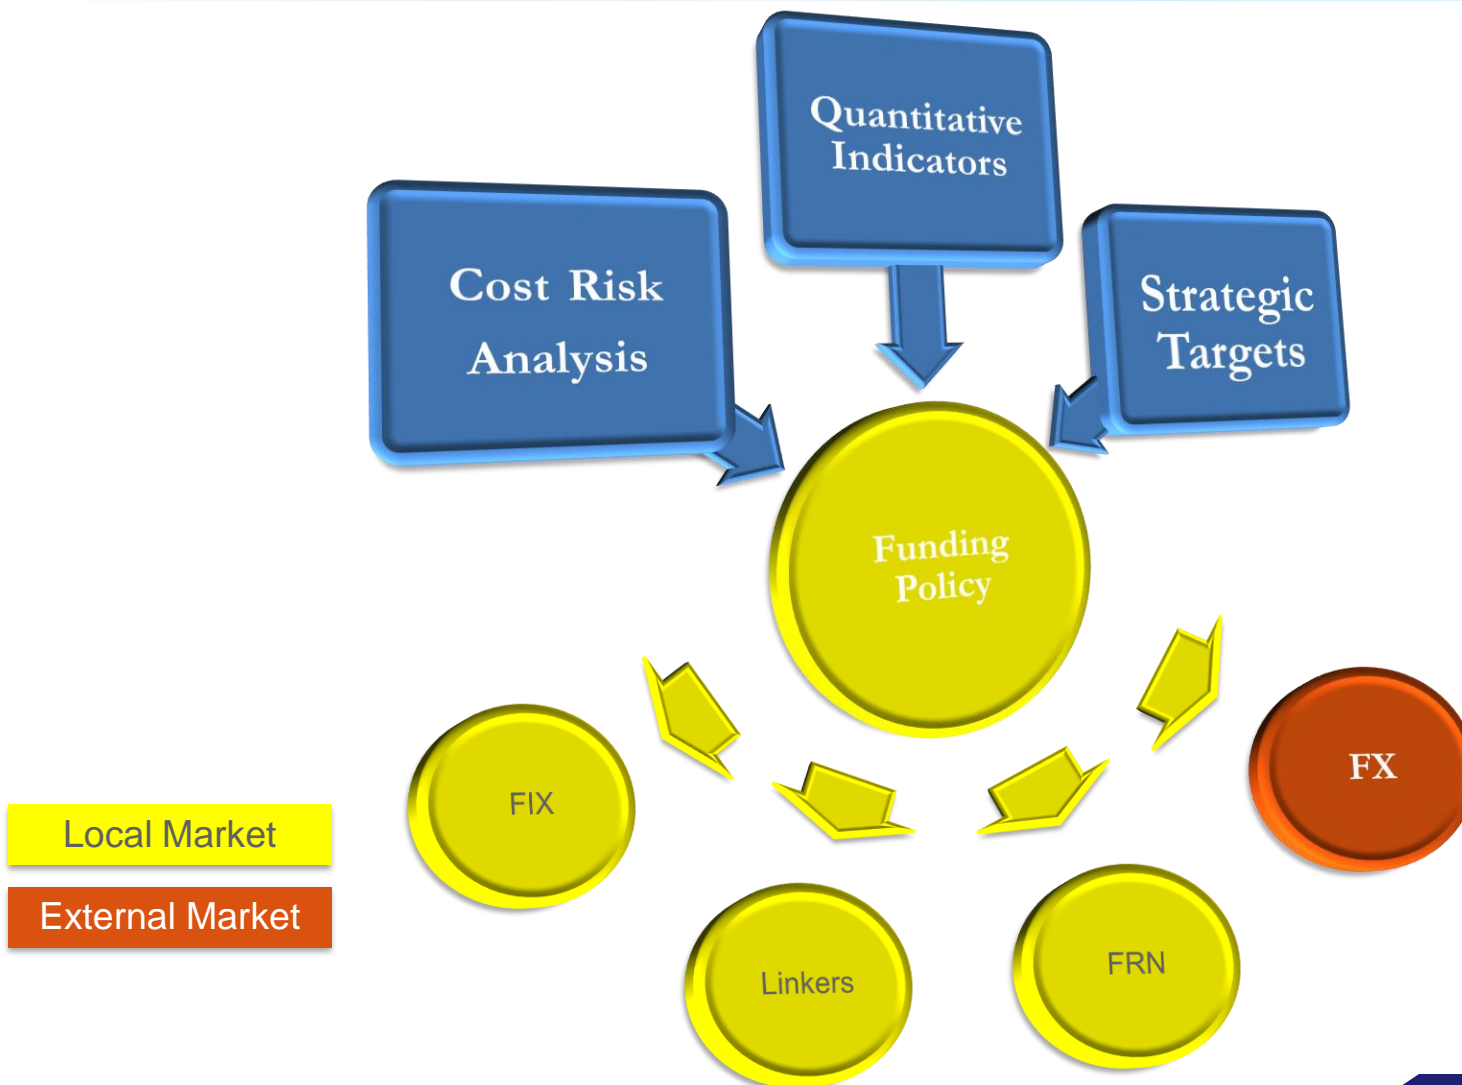 Quantitative
Indicators
Cost Risk
Analysis
Strategic
Targets
Funding
Policy
FIX
Linkers
FRN
FX
Local Market
External Market